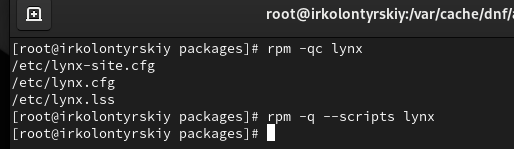 root@irkolontyrskiy:/var/cache/dnf/
[root@irkolontyrskiy packages]# rpm -qc lynx
/etc/lynx-site.cfg
/etc/lynx.cfg
/etc/lynx.lss
[root@irkolontyrskiy packages]# rpm -q --scripts lynx
[root@irkolontyrskiy packages]#